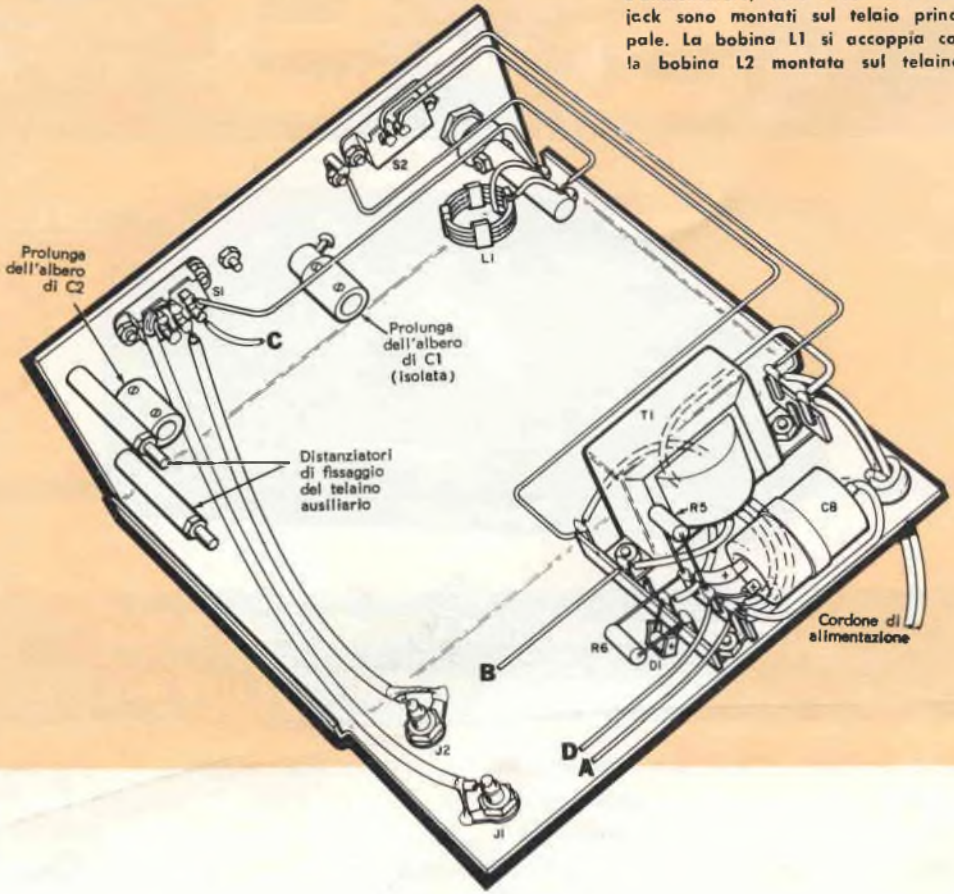 jack sono montati sul telaio princ
pale. La bobina L1 si accoppia co
la bobina L2 montata sul telaino
S2
L1
Prolunga
dell'albero
di C2
S1
C
Prolunga
dell'albero
di C1
(isolata)
T1
Distanziatori
di fissaggio
del telaino
ausiliario
R5
C8
+
Cordone di
alimentazione
R6
D1
B
J2
D
A
J1